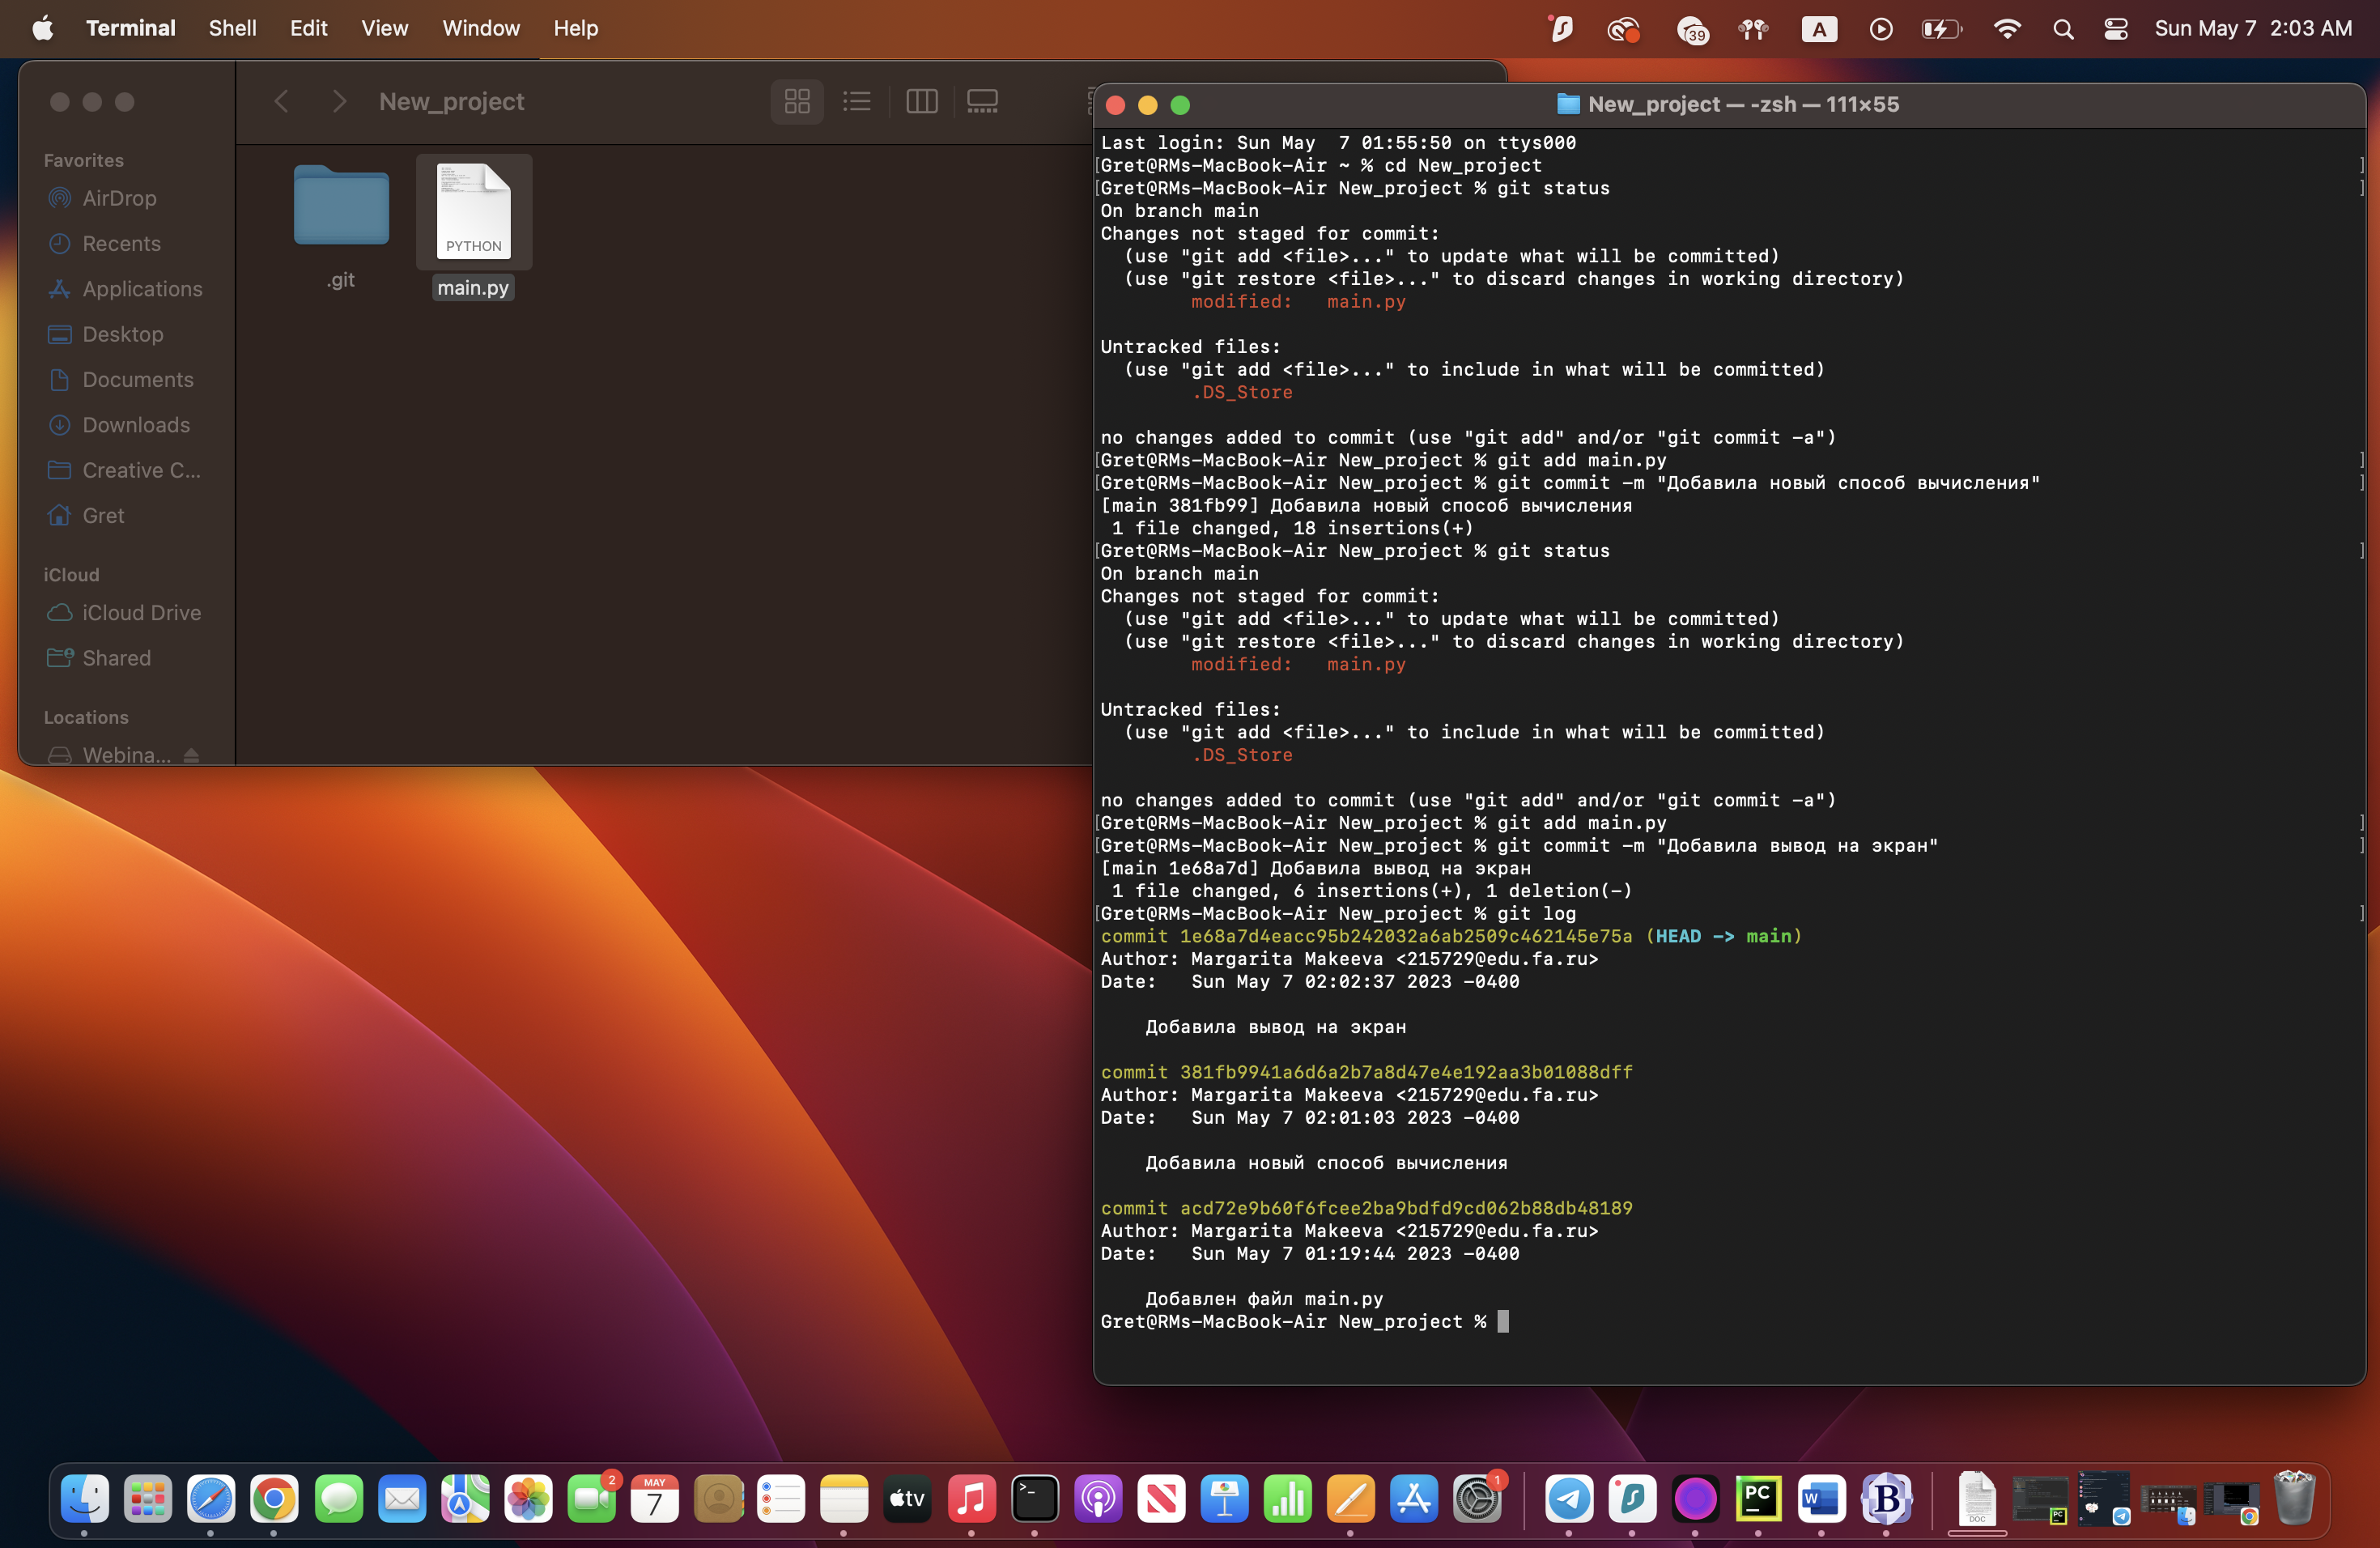 Terminal Shell Edit View Window Help
39 A Sun May 7 2:03 AM
New_project
Favorites
AirDrop
Recents
Applications
Desktop
Documents
Downloads
Creative C...
Gret
iCloud
iCloud Drive
Shared
Locations
Webina...
PYTHON
.git
main.py
New_project — -zsh — 111×55
Last login: Sun May  7 01:55:50 on ttys000
[Gret@RMs-MacBook-Air ~ % cd New_project ]
[Gret@RMs-MacBook-Air New_project % git status ]
On branch main
Changes not staged for commit:
  (use "git add <file>..." to update what will be committed)
  (use "git restore <file>..." to discard changes in working directory)
        modified:   main.py
Untracked files:
  (use "git add <file>..." to include in what will be committed)
        .DS_Store
no changes added to commit (use "git add" and/or "git commit -a")
[Gret@RMs-MacBook-Air New_project % git add main.py ]
[Gret@RMs-MacBook-Air New_project % git commit -m "Добавила новый способ вычисления" ]
[main 381fb99] Добавила новый способ вычисления
 1 file changed, 18 insertions(+)
[Gret@RMs-MacBook-Air New_project % git status ]
On branch main
Changes not staged for commit:
  (use "git add <file>..." to update what will be committed)
  (use "git restore <file>..." to discard changes in working directory)
        modified:   main.py
Untracked files:
  (use "git add <file>..." to include in what will be committed)
        .DS_Store
no changes added to commit (use "git add" and/or "git commit -a")
[Gret@RMs-MacBook-Air New_project % git add main.py ]
[Gret@RMs-MacBook-Air New_project % git commit -m "Добавила вывод на экран" ]
[main 1e68a7d] Добавила вывод на экран
 1 file changed, 6 insertions(+), 1 deletion(-)
[Gret@RMs-MacBook-Air New_project % git log ]
commit 1e68a7d4eacc95b242032a6ab2509c462145e75a (HEAD -> main)
Author: Margarita Makeeva <215729@edu.fa.ru>
Date:   Sun May 7 02:02:37 2023 -0400
    Добавила вывод на экран
commit 381fb9941a6d6a2b7a8d47e4e192aa3b01088dff
Author: Margarita Makeeva <215729@edu.fa.ru>
Date:   Sun May 7 02:01:03 2023 -0400
    Добавила новый способ вычисления
commit acd72e9b60f6fcee2ba9bdfd9cd062b88db48189
Author: Margarita Makeeva <215729@edu.fa.ru>
Date:   Sun May 7 01:19:44 2023 -0400
    Добавлен файл main.py
Gret@RMs-MacBook-Air New_project %
2 MAY 7 tv 1 PC W B DOC